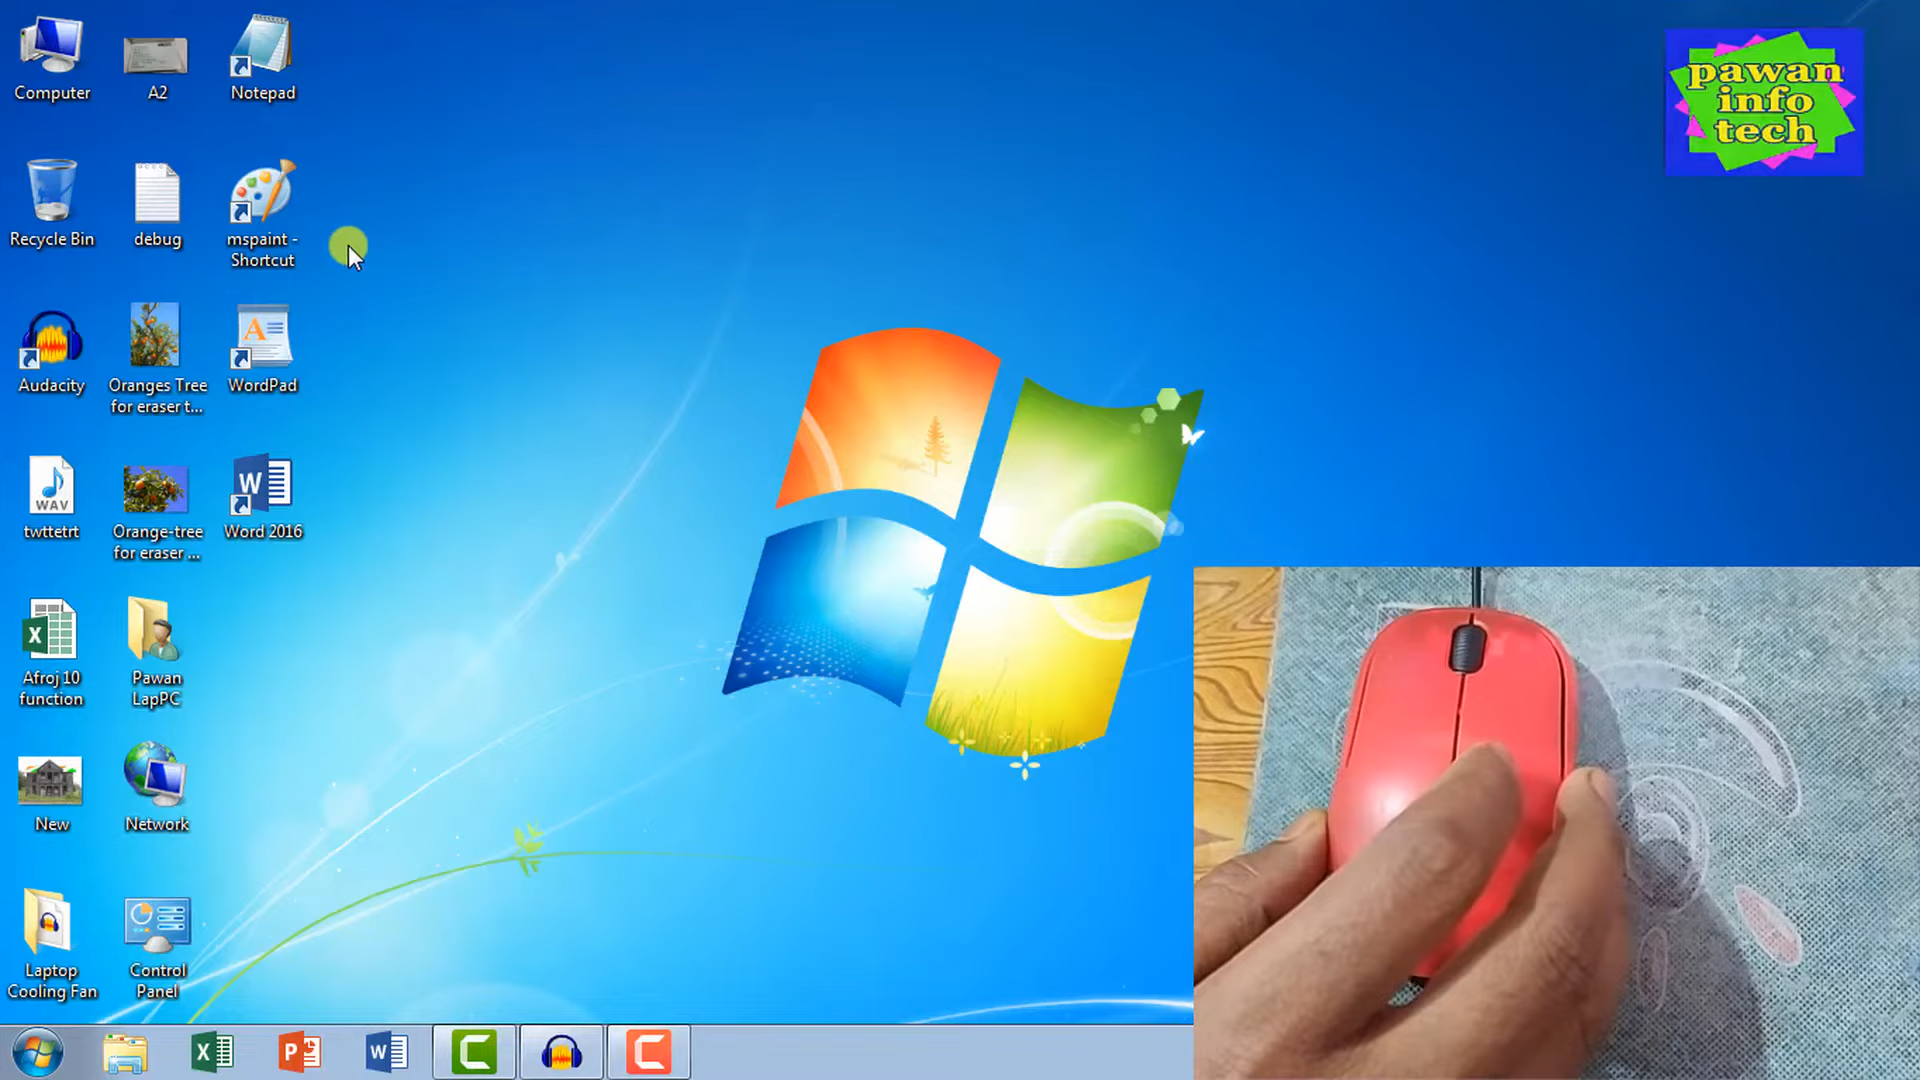 Computer
A2
Notepad
pawan
info
tech
Recycle Bin
debug
mspaint -
Shortcut
Audacity
Oranges Tree
for eraser t...
A
WordPad
WAV
twttetrt
Orange-tree
for eraser ...
W
Word 2016
X
Afroj 10
function
Pawan
LapPC
New
Network
Laptop
Cooling Fan
Control
Panel
X
P
W
C
C